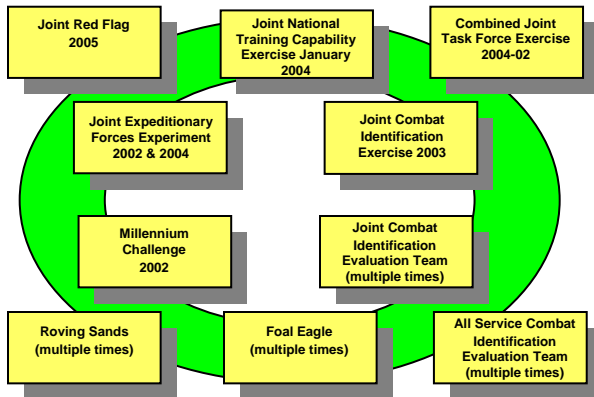 Joint Red Flag
2005
Joint National
Training Capability
Exercise January
2004
Combined Joint
Task Force Exercise
2004-02
Joint Expeditionary
Forces Experiment
2002 & 2004
Joint Combat
Identification
Exercise 2003
Millennium
Challenge
2002
Joint Combat
Identification
Evaluation Team
(multiple times)
Roving Sands
(multiple times)
Foal Eagle
(multiple times)
All Service Combat
Identification
Evaluation Team
(multiple times)